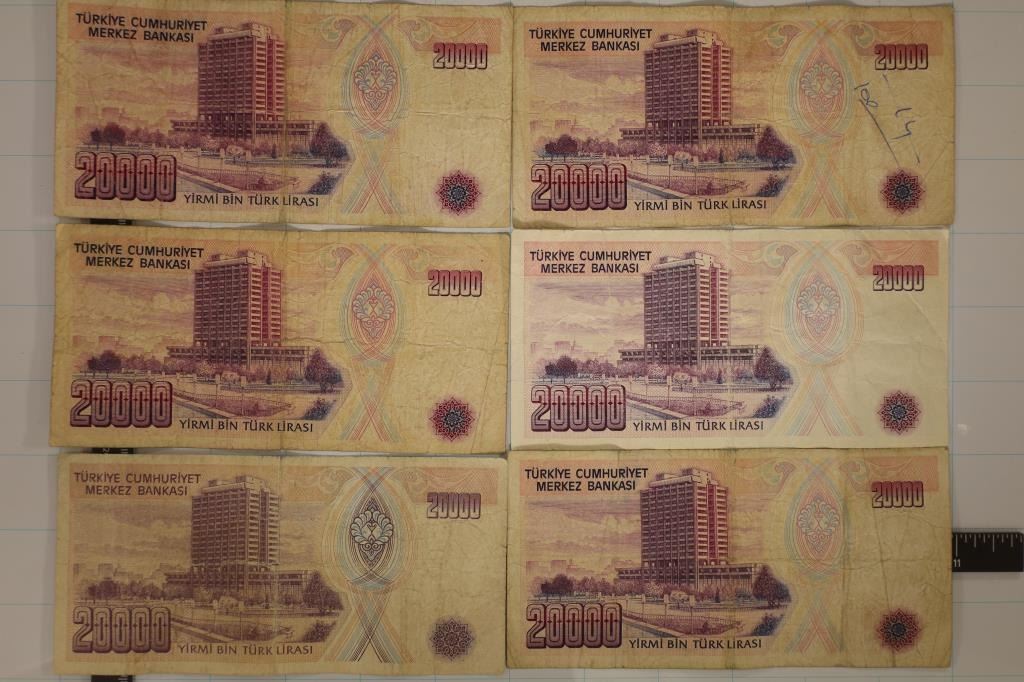 TÜRKİYE CUMHURİYET
MERKEZ BANKASI
20000
20000
YİRMİ BİN TÜRK LİRASI
TÜRKİYE CUMHURİYET
MERKEZ BANKASI
20000
20000
YİRMİ BİN TÜRK LİRASI
TÜRKİYE CUMHURİYET
MERKEZ BANKASI
20000
20000
YİRMİ BİN TÜRK LİRASI
TÜRKİYE CUMHURİYET
MERKEZ BANKASI
20000
20000
YİRMİ BİN TÜRK LİRASI
TÜRKİYE CUMHURİYET
MERKEZ BANKASI
20000
20000
YİRMİ BİN TÜRK LİRASI
TÜRKİYE CUMHURİYET
MERKEZ BANKASI
20000
20000
YİRMİ BİN TÜRK LİRASI
11